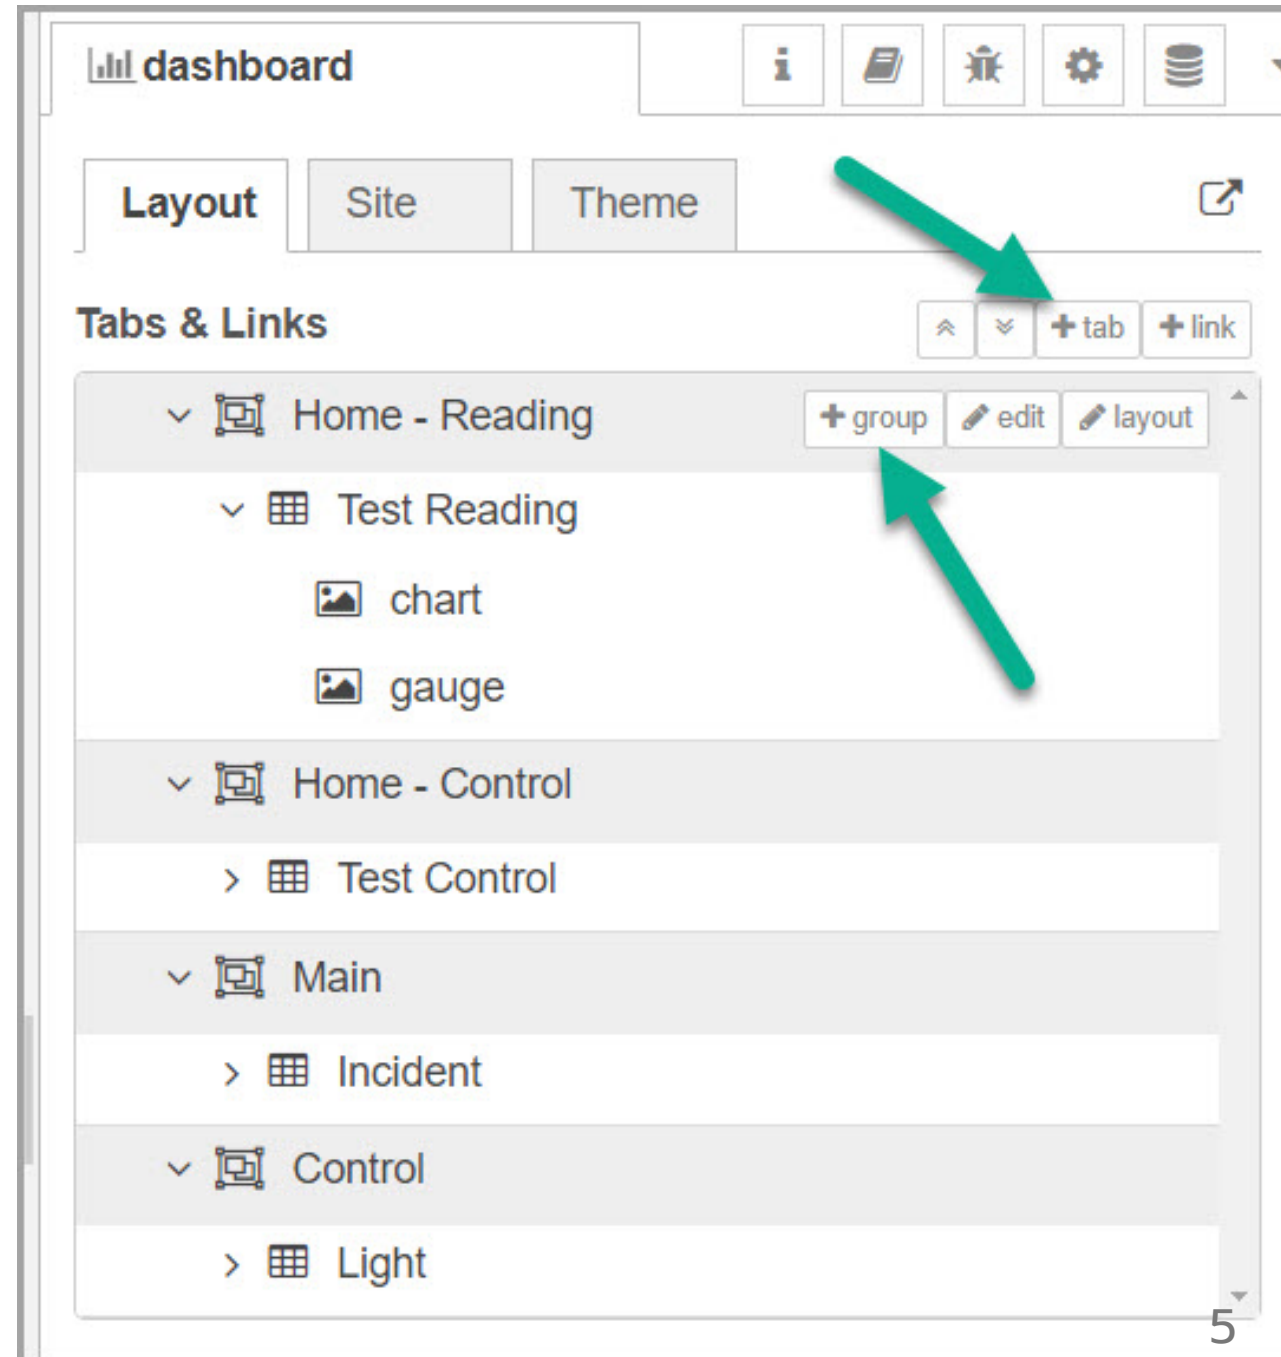 dashboard
Layout Site Theme
Tabs & Links tab link
Home - Reading group edit layout
Test Reading
chart
gauge
Home - Control
Test Control
Main
Incident
Control
Light
5